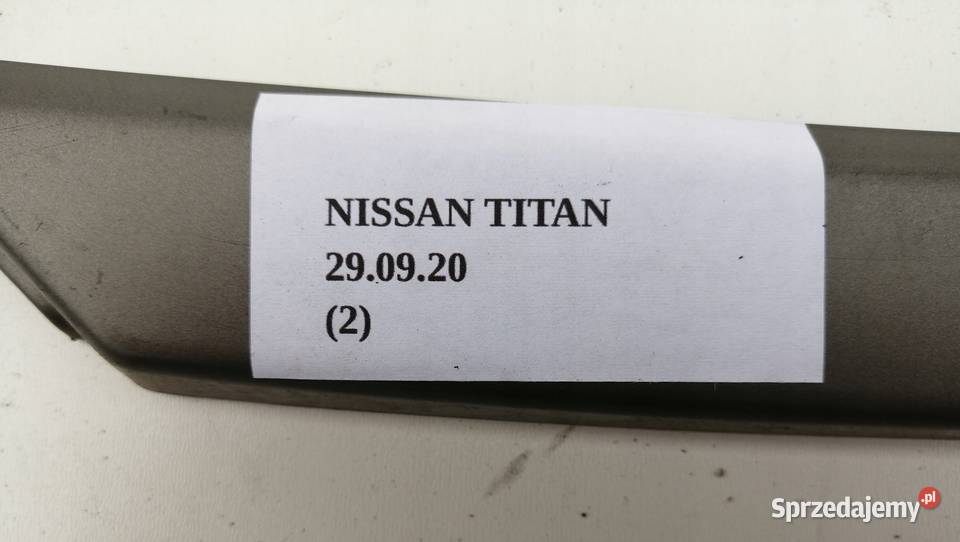 NISSAN TITAN
29.09.20
(2)
Sprzedajemy.pl